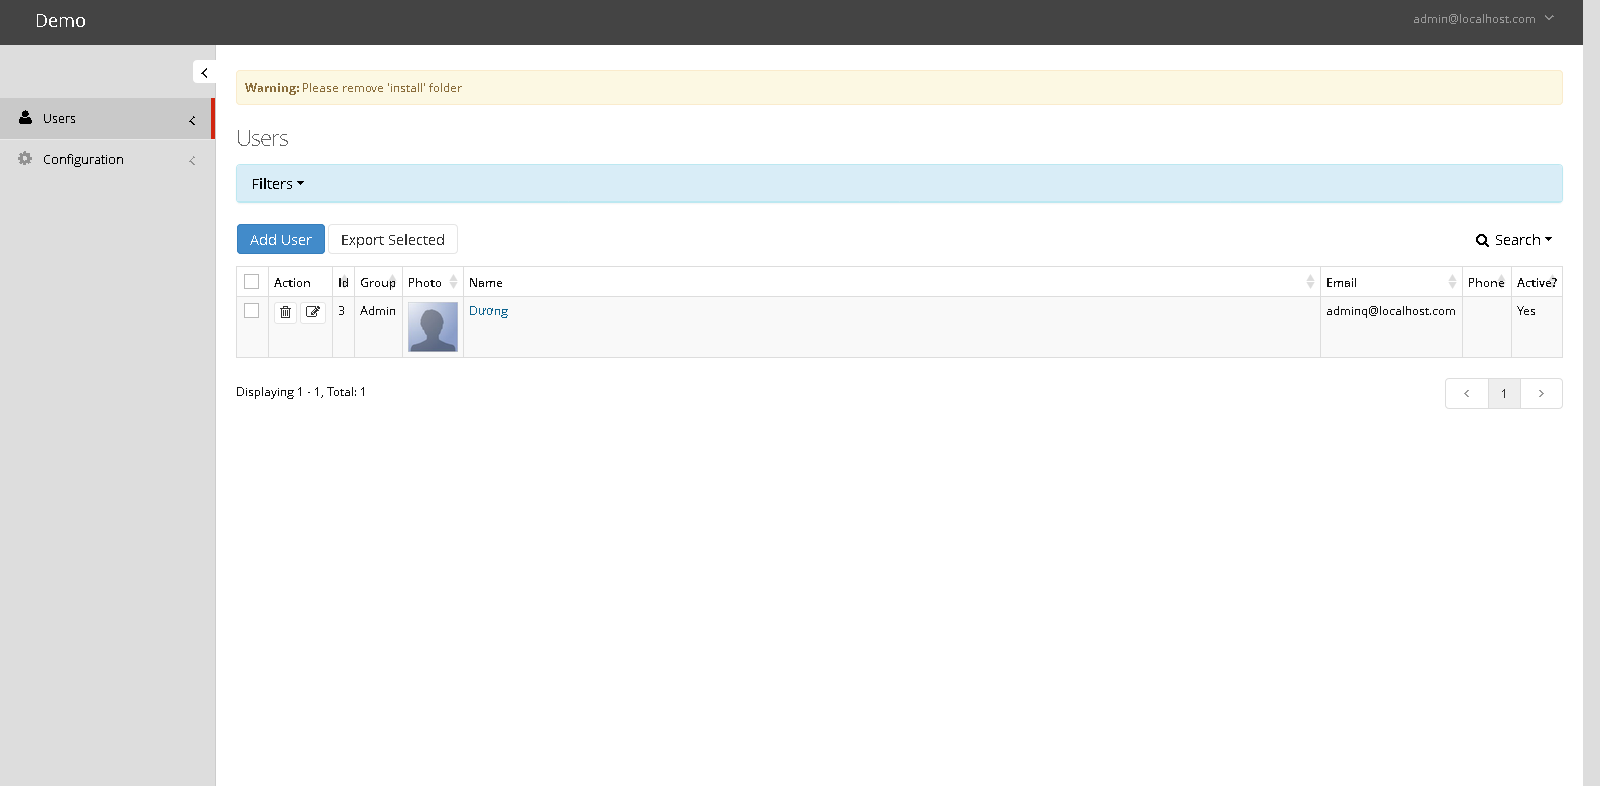 Demo
admin@localhost.com
Warning: Please remove 'install' folder
Users
Configuration
Users
Filters
Add User
Export Selected
Search
Action Id Group Photo Name Email Phone Active?
3 Admin Dương adminq@localhost.com Yes
Displaying 1 - 1, Total: 1
1